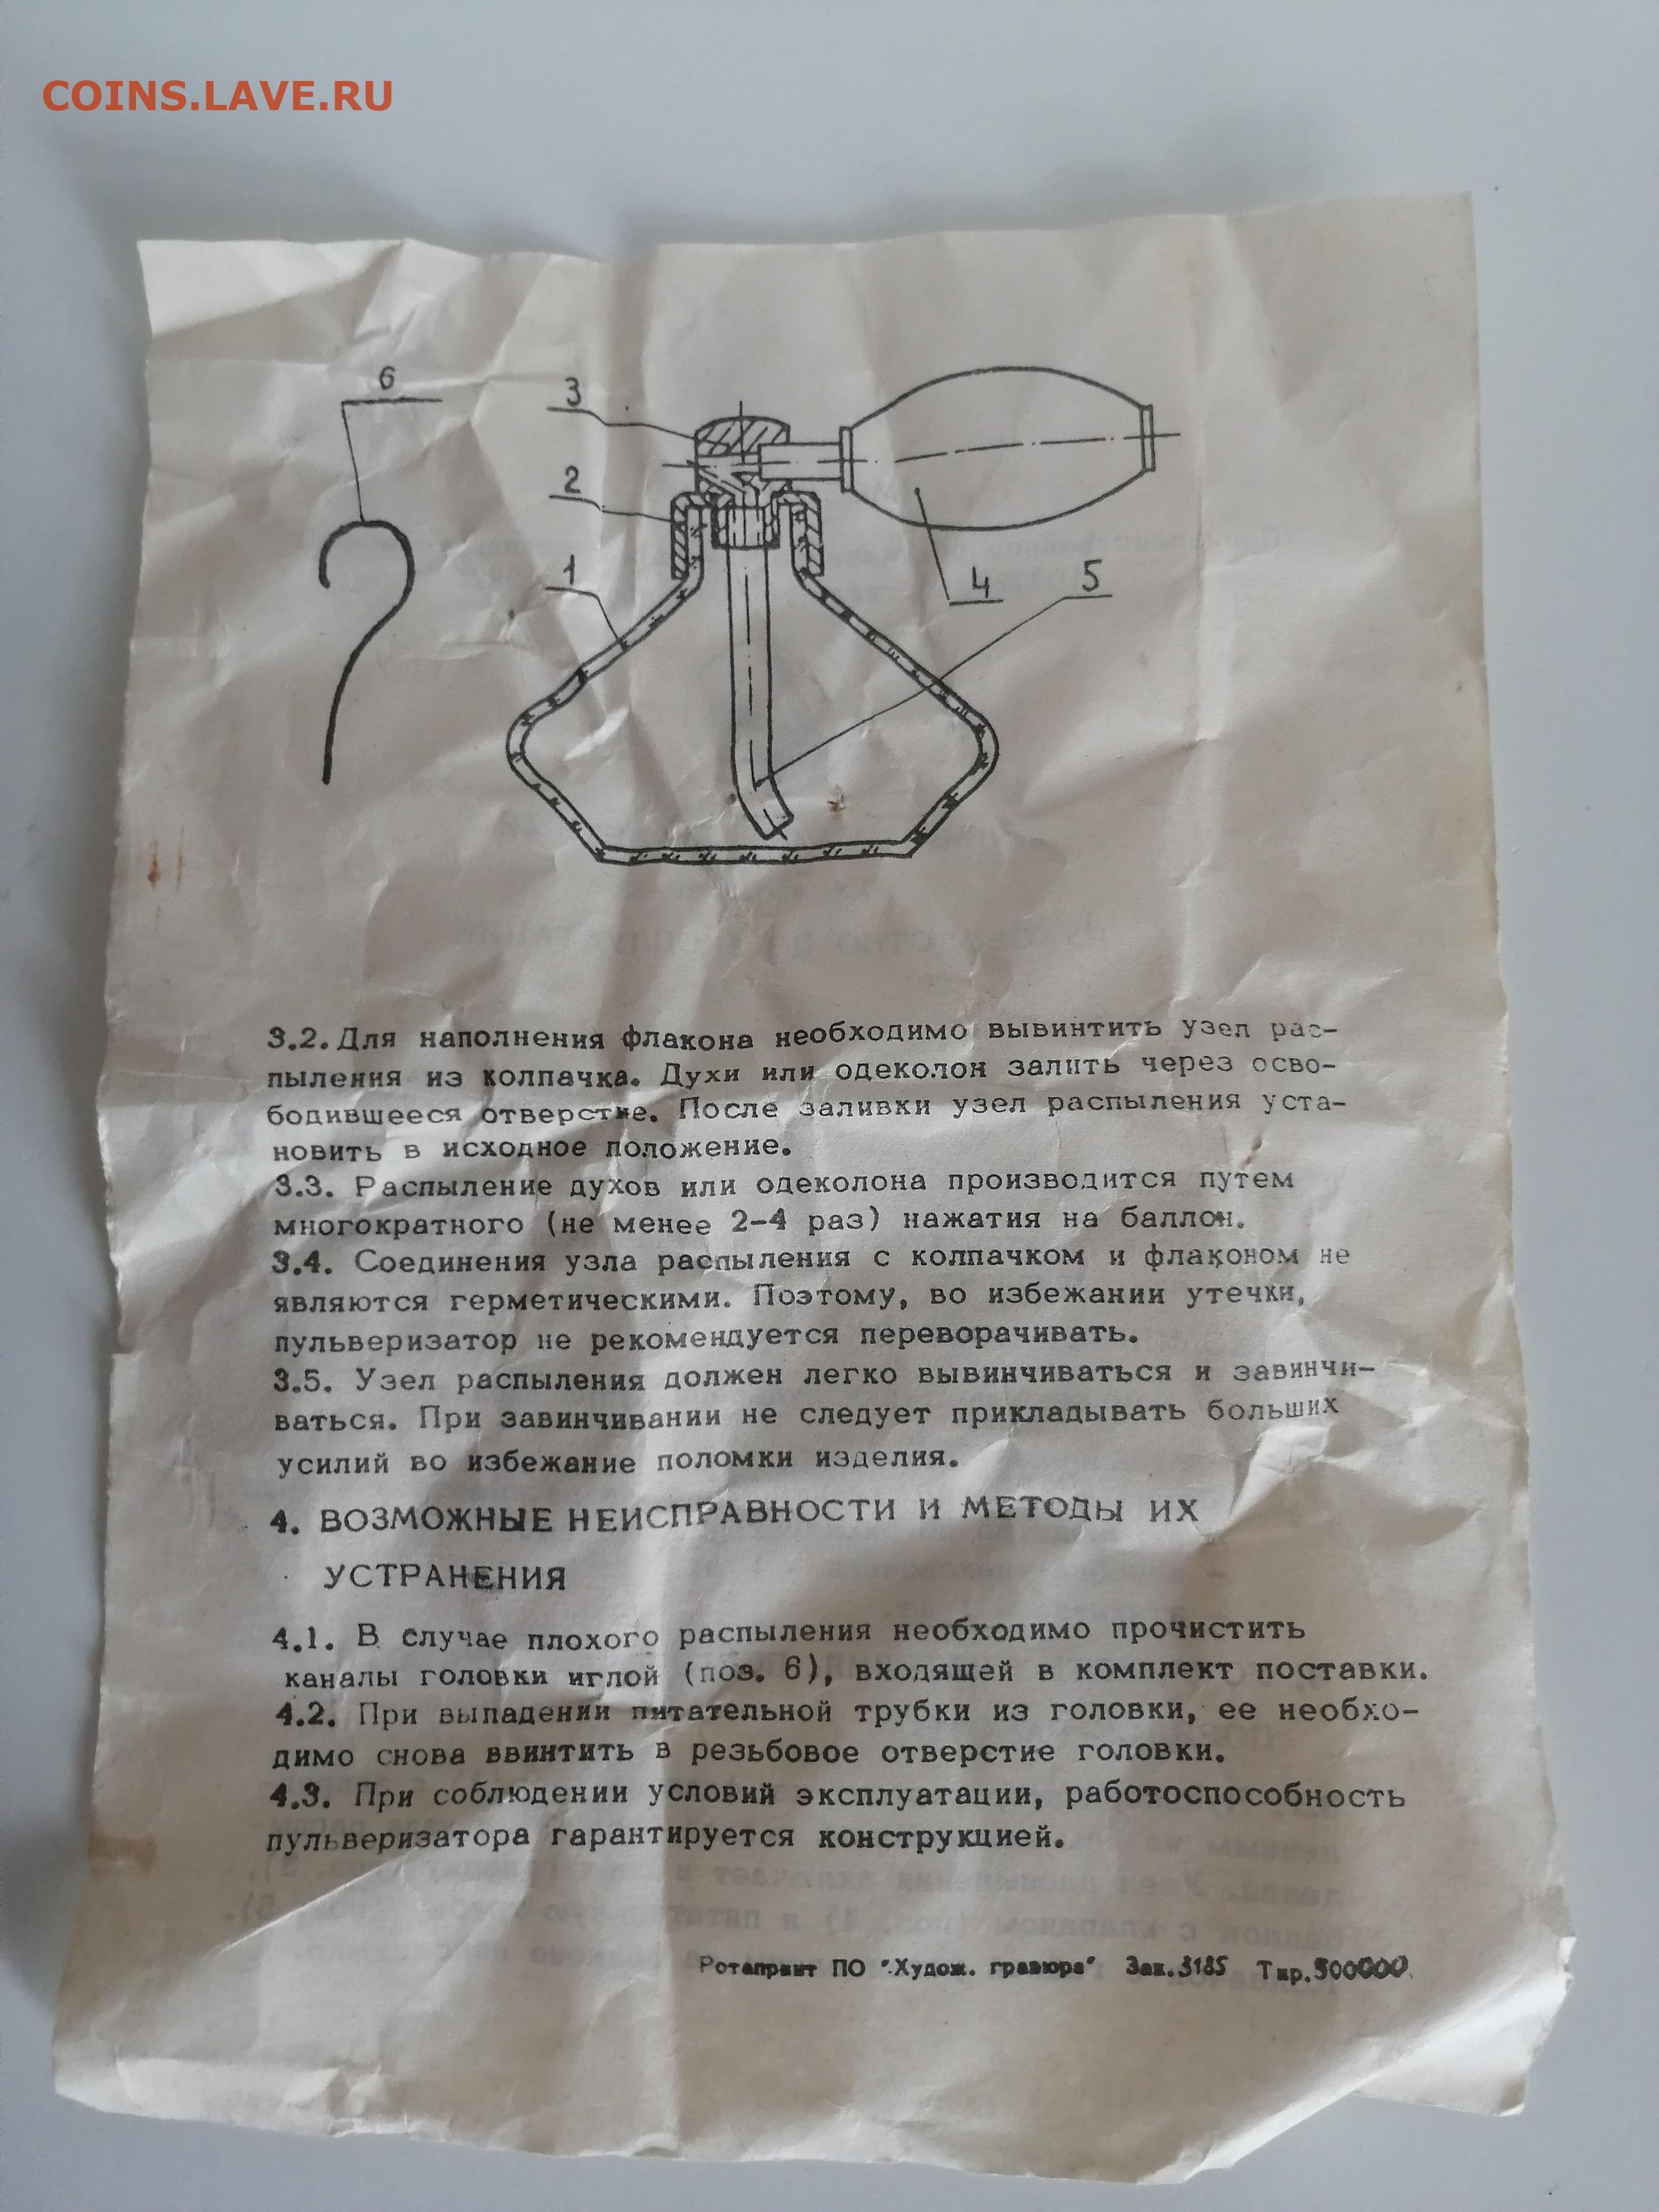 COINS.LAVE.RU
6
3
2
1
4
5
3.2. Для наполнения флакона необходимо вывинтить узел рас-
пыления из колпачка. Духи или одеколон залить через осво-
бодившееся отверстие. После заливки узел распыления уста-
новить в исходное положение.
3.3. Распыление духов или одеколона производится путем
многократного (не менее 2-4 раз) нажатия на баллон.
3.4. Соединения узла распыления с колпачком и флаконом не
являются герметическими. Поэтому, во избежании утечки,
пульверизатор не рекомендуется переворачивать.
3.5. Узел распыления должен легко вывинчиваться и завинчи-
ваться. При завинчивании не следует прикладывать больших
усилий во избежание поломки изделия.
4. ВОЗМОЖНЫЕ НЕИСПРАВНОСТИ И МЕТОДЫ ИХ
УСТРАНЕНИЯ
4.1. В случае плохого распыления необходимо прочистить
каналы головки иглой (поз. 6), входящей в комплект поставки.
4.2. При выпадении питательной трубки из головки, ее необхо-
димо снова ввинтить в резьбовое отверстие головки.
4.3. При соблюдении условий эксплуатации, работоспособность
пульверизатора гарантируется конструкцией.
Ротапринт ПО "Худож. гравюра" Зак.3185 Тир.500000